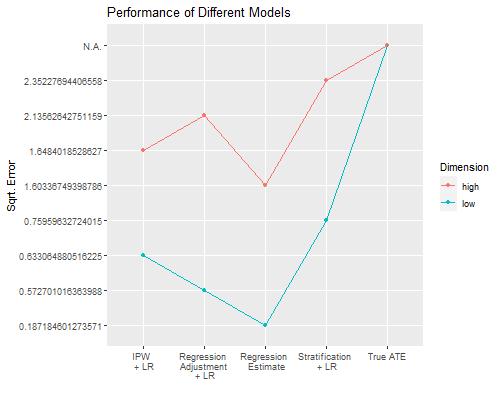 Performance of Different Models
N.A.
2.35227694406558
2.13562642751159
1.6484018528627
1.60336749398786
0.75959632724015
0.633064880516225
0.572701016363988
0.187184601273571
Sqrt. Error
IPW
+ LR
Regression
Adjustment
+ LR
Regression
Estimate
Stratification
+ LR
True ATE
Dimension
high
low